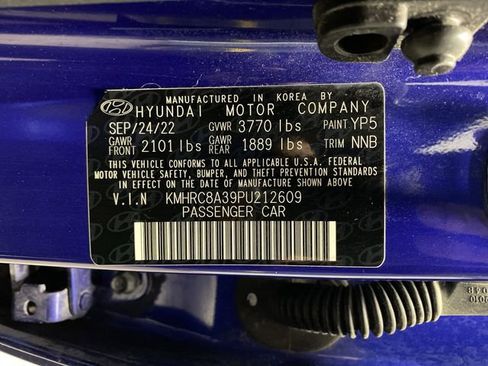 MANUFACTURED IN KOREA BY
HYUNDAI MOTOR COMPANY
SEP/24/22 GVWR 3770 lbs PAINT YP5
GAWR FRONT 2101 lbs GAWR REAR 1889 lbs TRIM NNB
THIS VEHICLE CONFORMS TO ALL APPLICABLE U.S.A. FEDERAL
MOTOR VEHICLE SAFETY, BUMPER, AND THEFT PREVENTION STANDARDS
IN EFFECT ON THE DATE OF MANUFACTURE SHOWN ABOVE.
V.I.N KMHRC8A39PU212609
PASSENGER CAR